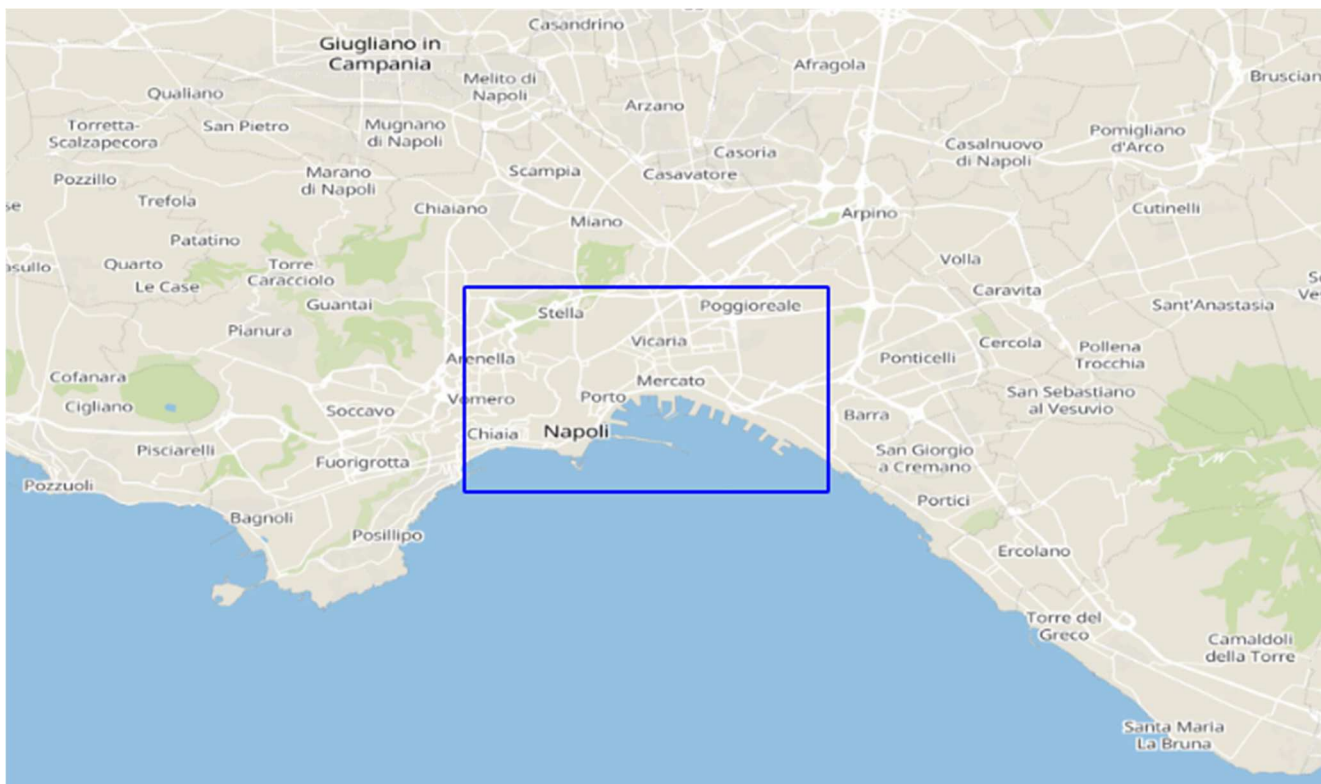 Casandrino
Giugliano in
Campania
Afragola
Melito di
Napoli
Bruscian
Qualiano
Arzano
Torretta-
Scalzapecora
San Pietro
Mugnano
di Napoli
Pomigliano
d'Arco
Casalnuovo
di Napoli
Casoria
Pozzillo
Marano
di Napoli
Scampia
Casavatore
Trefola
Chiaiano
Miano
Arpino
Cutinelli
Patatino
Quarto
Torre
Caracciolo
Volla
Le Case
Guantai
Caravita
Sant'Anastasia
Stella
Poggioreale
Pianura
Vicaria
Cercola
Pollena
Trocchia
Arenella
Ponticelli
Cofanara
Mercato
San Sebastiano
al Vesuvio
Cigliano
Soccavo
Vomero
Porto
Barra
Chiaia
Napoli
Pisciarelli
Fuorigrotta
San Giorgio
a Cremano
Pozzuoli
Portici
Bagnoli
Posillipo
Ercolano
Torre del
Greco
Camaldoli
della Torre
Santa Maria
La Bruna